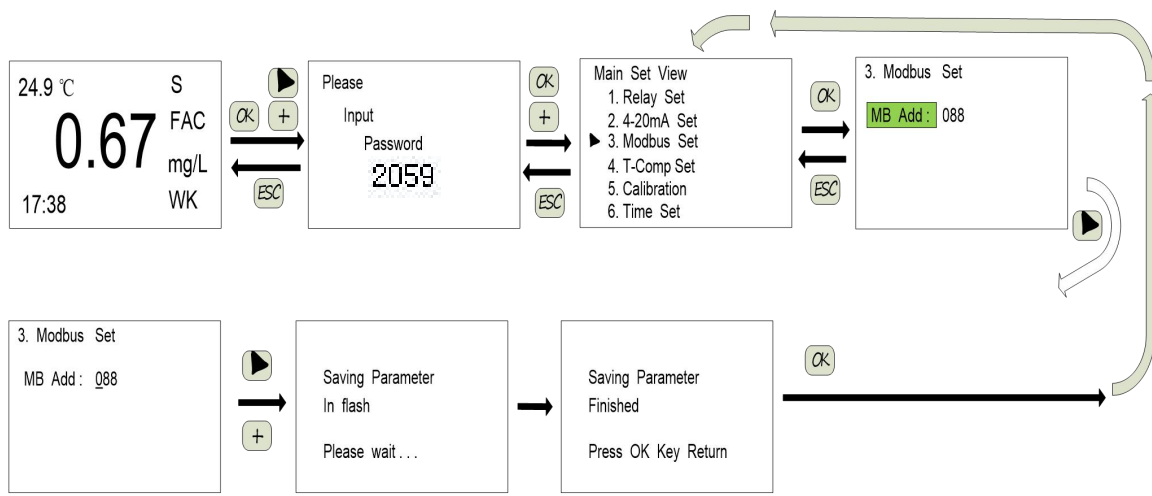 24.9 ℃
S
0.67
FAC
mg/L
17:38
WK
OK
+
ESC
Please
Input
Password
2059
OK
+
ESC
Main Set View
1. Relay Set
2. 4-20mA Set
3. Modbus Set
4. T-Comp Set
5. Calibration
6. Time Set
OK
ESC
3. Modbus Set
MB Add : 088
3. Modbus Set
MB Add : 088
+
Saving Parameter
In flash
Please wait . . .
Saving Parameter
Finished
Press OK Key Return
OK